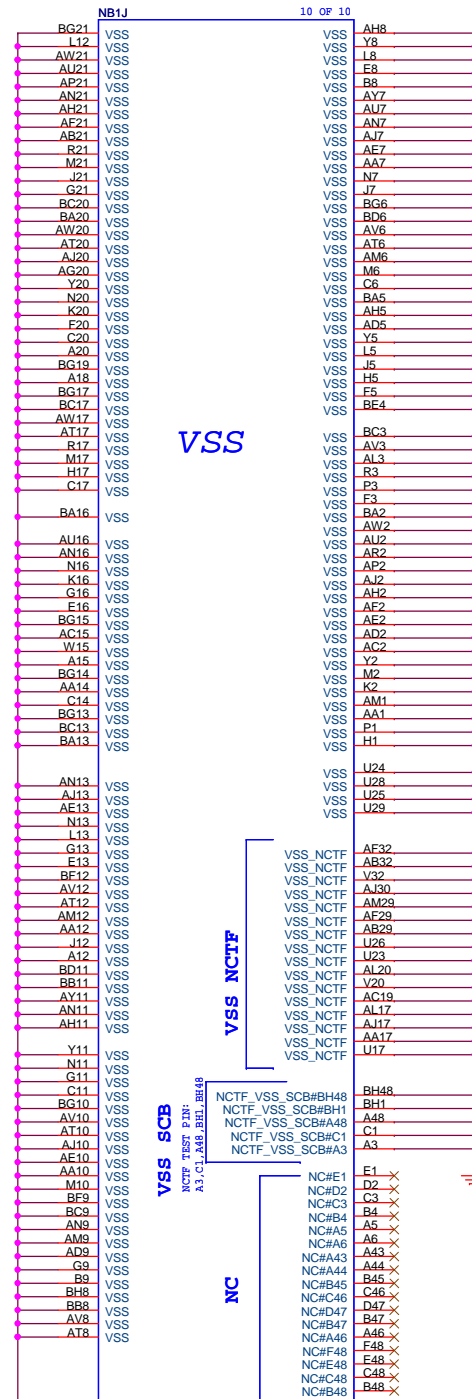 NB1J 10 OF 10
BG21 VSS VSS AH8
L12 VSS VSS Y8
AW21 VSS VSS L8
AU21 VSS VSS E8
AP21 VSS VSS B8
AN21 VSS VSS AY7
AH21 VSS VSS AU7
AF21 VSS VSS AN7
AB21 VSS VSS AJ7
R21 VSS VSS AE7
M21 VSS VSS AA7
J21 VSS VSS N7
G21 VSS VSS J7
BC20 VSS VSS BG6
BA20 VSS VSS BD6
AW20 VSS VSS AV6
AT20 VSS VSS AT6
AJ20 VSS VSS AM6
AG20 VSS VSS M6
Y20 VSS VSS C6
N20 VSS VSS BA5
K20 VSS VSS AH5
F20 VSS VSS AD5
C20 VSS VSS Y5
A20 VSS VSS L5
BG19 VSS VSS J5
A18 VSS VSS H5
BG17 VSS VSS F5
BC17 VSS VSS BE4
AW17 VSS
AT17 VSS VSS BC3
VSS
R17 VSS VSS AV3
M17 VSS VSS AL3
H17 VSS VSS R3
C17 VSS VSS P3
VSS F3
BA16 VSS VSS BA2
VSS AW2
AU16 VSS VSS AU2
AN16 VSS VSS AR2
N16 VSS VSS AP2
K16 VSS VSS AJ2
G16 VSS VSS AH2
E16 VSS VSS AF2
BG15 VSS VSS AE2
AC15 VSS VSS AD2
W15 VSS VSS AC2
A15 VSS VSS Y2
BG14 VSS VSS M2
AA14 VSS VSS K2
C14 VSS VSS AM1
BG13 VSS VSS AA1
BC13 VSS VSS P1
BA13 VSS VSS H1
VSS U24
AN13 VSS VSS U28
AJ13 VSS VSS U25
AE13 VSS VSS U29
N13 VSS
L13 VSS
G13 VSS VSS_NCTF AF32
E13 VSS VSS_NCTF AB32
BF12 VSS VSS_NCTF V32
AV12 VSS VSS_NCTF AJ30
AT12 VSS VSS_NCTF AM29
AM12 VSS VSS_NCTF AF29
AA12 VSS VSS_NCTF AB29
J12 VSS VSS_NCTF U26
A12 VSS VSS_NCTF U23
BD11 VSS VSS_NCTF AL20
BB11 VSS VSS_NCTF V20
AY11 VSS VSS_NCTF AC19
AN11 VSS VSS_NCTF AL17
AH11 VSS VSS_NCTF AJ17
VSS_NCTF AA17
Y11 VSS VSS_NCTF U17
VSS NCTF
N11 VSS
G11 VSS
C11 VSS NCTF_VSS_SCB#BH48 BH48
BG10 VSS NCTF_VSS_SCB#BH1 BH1
AV10 VSS NCTF_VSS_SCB#A48 A48
AT10 VSS NCTF_VSS_SCB#C1 C1
AJ10 VSS NCTF_VSS_SCB#A3 A3
VSS SCB
NCTF TEST PIN:
A3,C1,A48,BH1,BH48
AE10 VSS
AA10 VSS NC#E1 E1
M10 VSS NC#D2 D2
BF9 VSS NC#C3 C3
BC9 VSS NC#B4 B4
AN9 VSS NC#A5 A5
AM9 VSS NC#A6 A6
AD9 VSS NC#A43 A43
G9 VSS NC#A44 A44
B9 VSS NC#B45 B45
BH8 VSS NC#C46 C46
BB8 VSS NC#D47 D47
AV8 VSS NC#B47 B47
AT8 VSS NC#A46 A46
NC
NC#F48 F48
NC#E48 E48
NC#C48 C48
NC#B48 B48